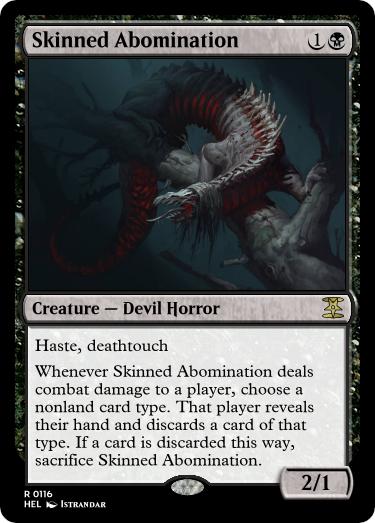 Skinned Abomination 1
Creature — Devil Horror
Haste, deathtouch
Whenever Skinned Abomination deals
combat damage to a player, choose a
nonland card type. That player reveals
their hand and discards a card of that
type. If a card is discarded this way,
sacrifice Skinned Abomination.
2/1
R 0116
HEL Istrandar